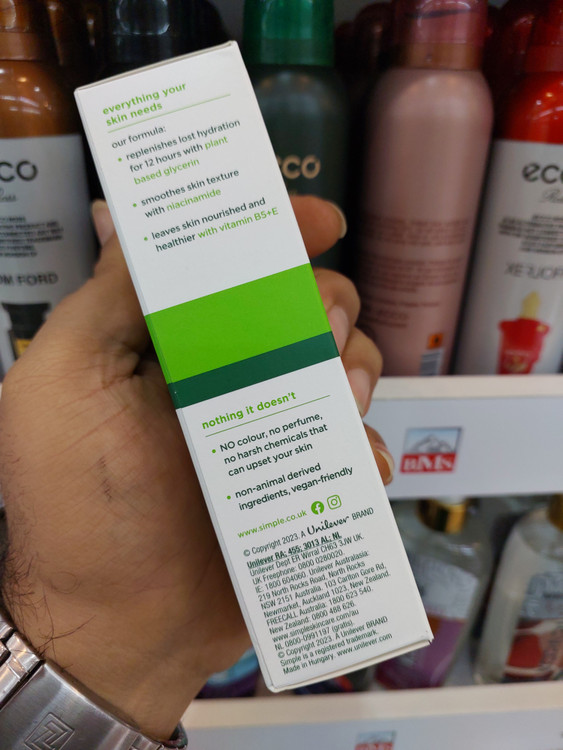 everything your
skin needs
our formula:
• replenishes lost hydration
for 12 hours with plant
based glycerin
• smoothes skin texture
with niacinamide
• leaves skin nourished and
healthier with vitamin B5+E
nothing it doesn't
• NO colour, no perfume,
no harsh chemicals that
can upset your skin
• non-animal derived
ingredients, vegan-friendly
www.simple.co.uk
© Copyright 2023. A Unilever BRAND
Unilever RA: 455; 3013 AL; NL
Unilever Dept ER Wirral CH63 3JW UK.
UK Freephone: 0800 0280020.
IE: 1800 604060. Unilever Australasia:
219 North Rocks Road, North Rocks
NSW 2151 Australia. 103 Carlton Gore Rd,
Newmarket. Auckland 1023, New Zealand.
FREECALL Australia: 1800 623 540.
New Zealand: 0800 488 626.
www.simpleskincare.com/au
NL 0800-0991197 (gratis).
© Copyright 2023. A Unilever BRAND
Simple is a registered trademark.
Made in Hungary. www.unilever.com
cco
OM FORD
cco
ecc
BMS